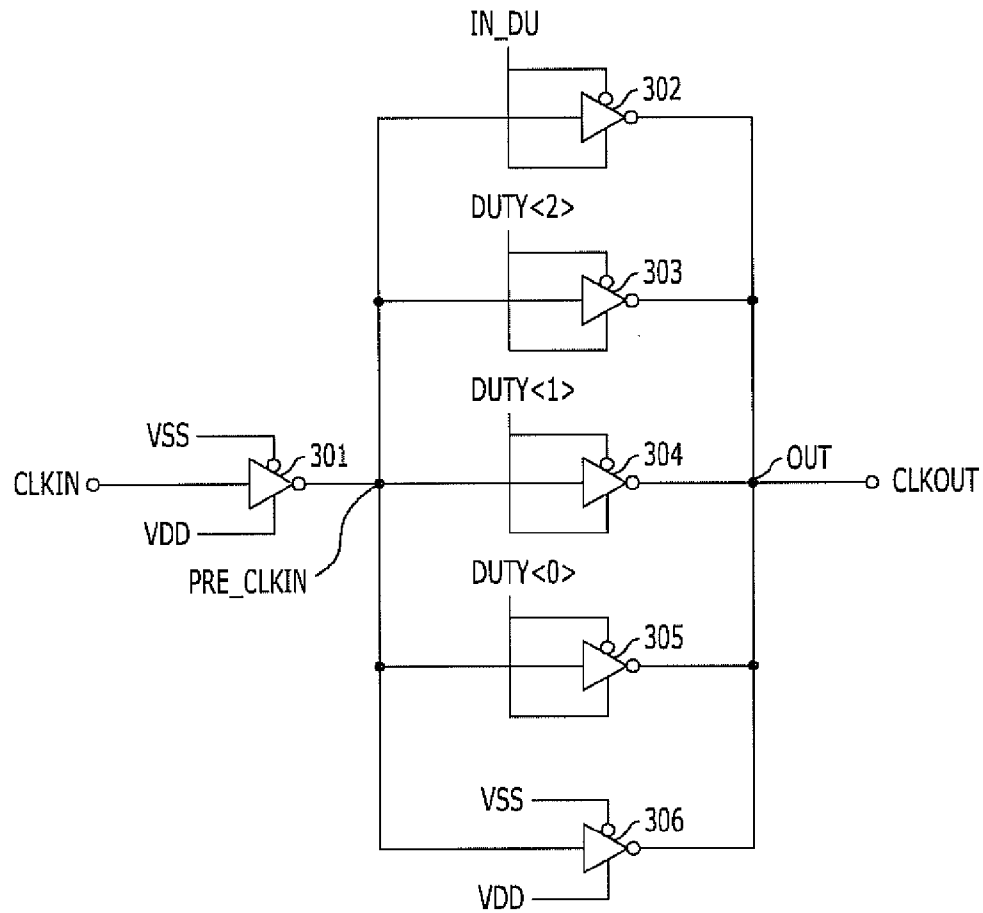 IN_DU
302
DUTY<2>
303
DUTY<1>
VSS
301
304
OUT
CLKIN
CLKOUT
VDD
PRE_CLKIN
DUTY<0>
305
VSS
306
VDD